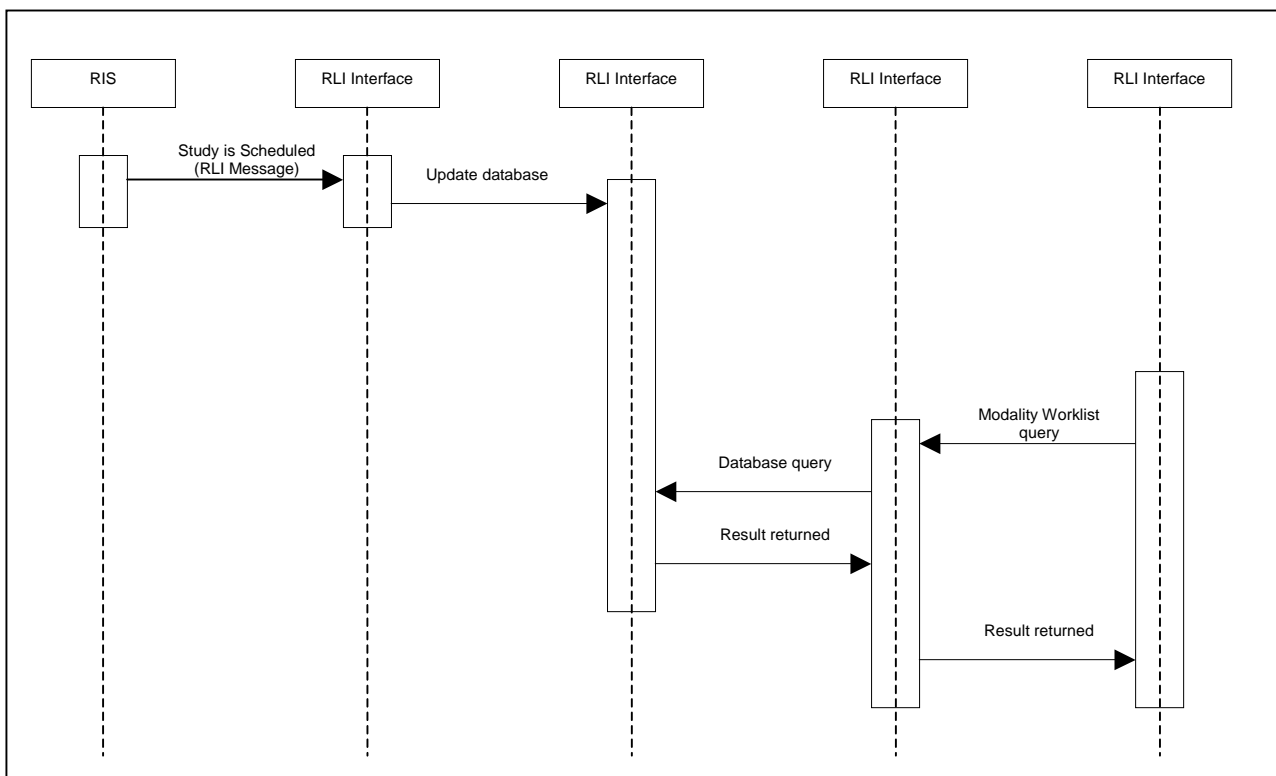 RIS
RLI Interface
RLI Interface
RLI Interface
RLI Interface
Study is Scheduled
(RLI Message)
Update database
Modality Worklist
query
Database query
Result returned
Result returned